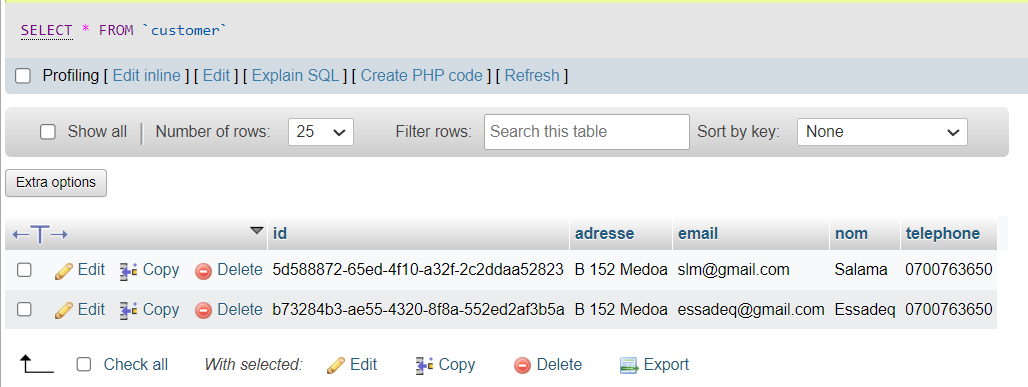 SELECT * FROM `customer`
Profiling [ Edit inline ] [ Edit ] [ Explain SQL ] [ Create PHP code ] [ Refresh ]
Show all Number of rows: 25 Filter rows: Search this table Sort by key: None
Extra options
id adresse email nom telephone
Edit Copy Delete 5d588872-65ed-4f10-a32f-2c2ddaa52823 B 152 Medoa slm@gmail.com Salama 0700763650
Edit Copy Delete b73284b3-ae55-4320-8f8a-552ed2af3b5a B 152 Medoa essadeq@gmail.com Essadeq 0700763650
Check all With selected: Edit Copy Delete Export